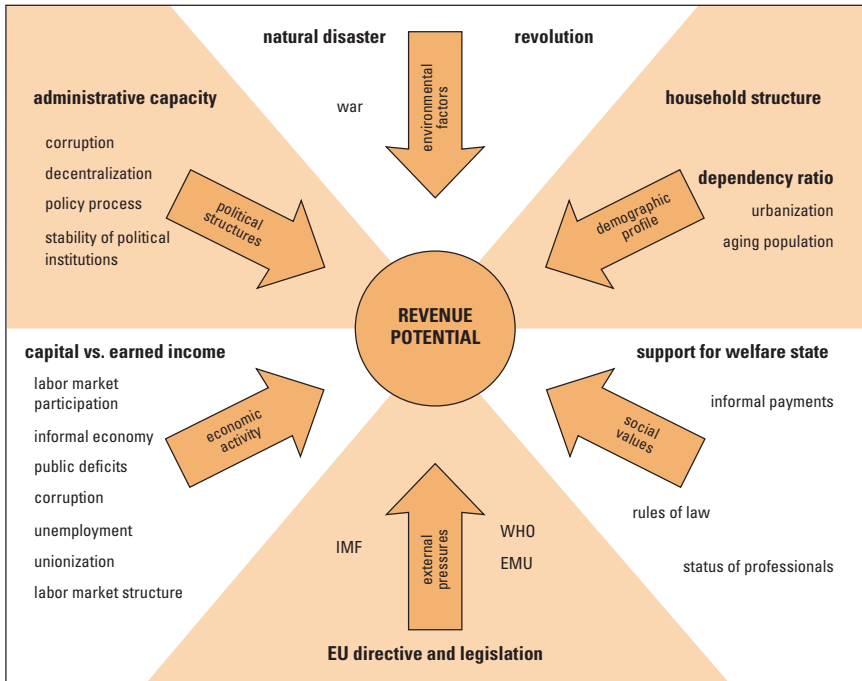 natural disaster
revolution
war
environmental
factors
administrative capacity
corruption
decentralization
policy process
stability of political
institutions
political
structures
household structure
dependency ratio
urbanization
aging population
demographic
profile
REVENUE
POTENTIAL
capital vs. earned income
labor market
participation
informal economy
public deficits
corruption
unemployment
unionization
labor market structure
economic
activity
support for welfare state
informal payments
rules of law
status of professionals
social
values
IMF
external
pressures
WHO
EMU
EU directive and legislation